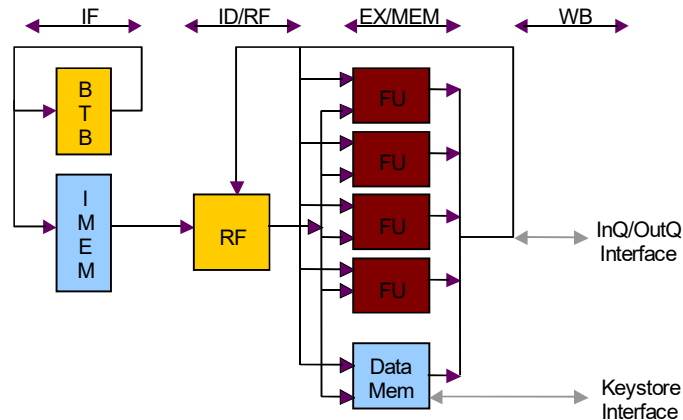 IF
ID/RF
EX/MEM
WB
B
T
B
I
M
E
M
RF
FU
FU
FU
FU
Data
Mem
InQ/OutQ
Interface
Keystore
Interface